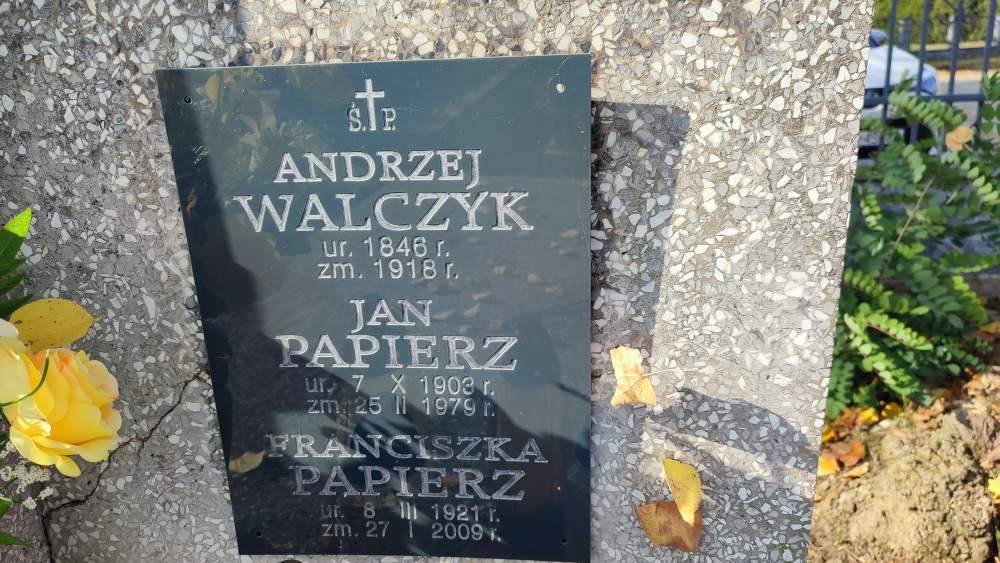 Ś.P.
ANDRZEJ
WALCZYK
ur. 1846 r.
zm. 1918 r.
JAN
PAPIERZ
ur. 7 X 1903 r.
zm. 25 II 1979 r.
FRANCISZKA
PAPIERZ
ur. 8 III 1921 r.
zm. 27 I 2009 r.